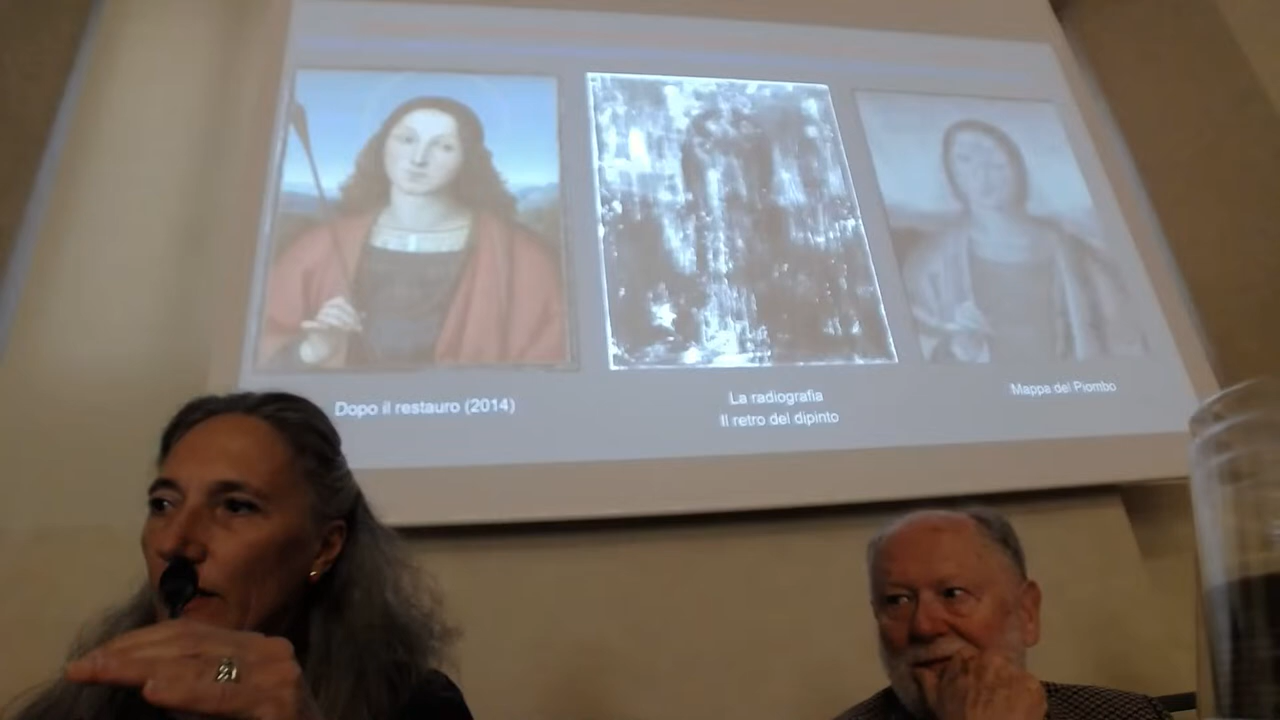 Dopo il restauro (2014)
La radiografia
Il retro del dipinto
Mappa del Piombo